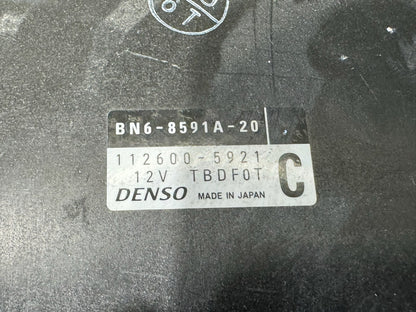 BN6-8591A-20
112600-5921
12V TBDF0T C
DENSO MADE IN JAPAN